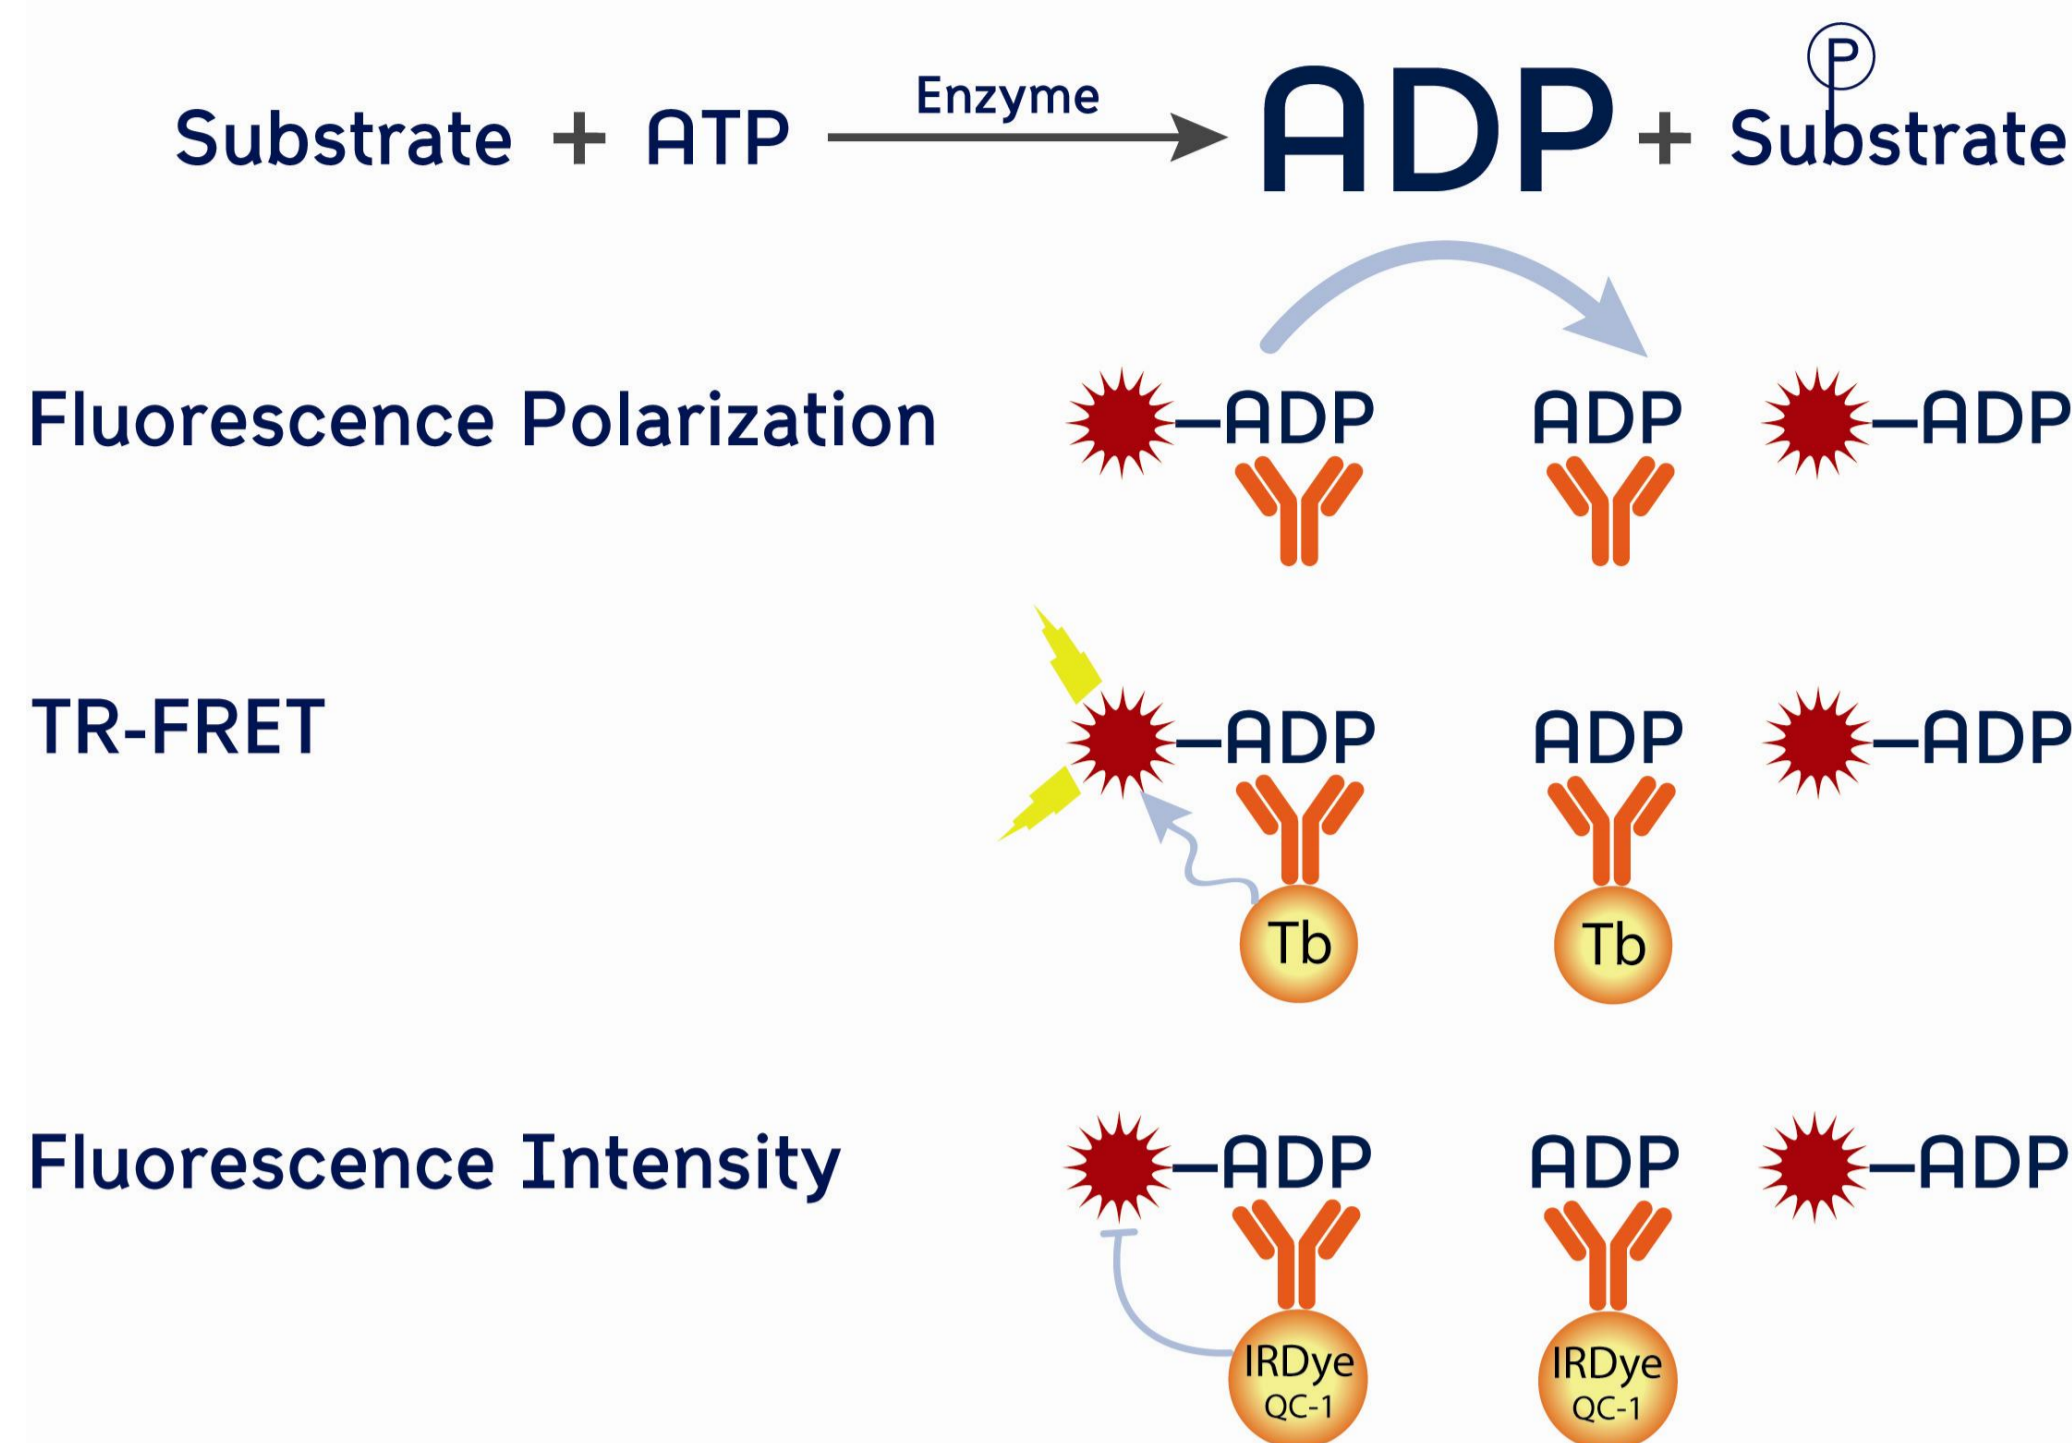 P
Substrate + ATP Enzyme ADP + Substrate
Fluorescence Polarization -ADP ADP -ADP
TR-FRET -ADP ADP -ADP
Tb Tb
Fluorescence Intensity -ADP ADP -ADP
IRDye IRDye
QC-1 QC-1